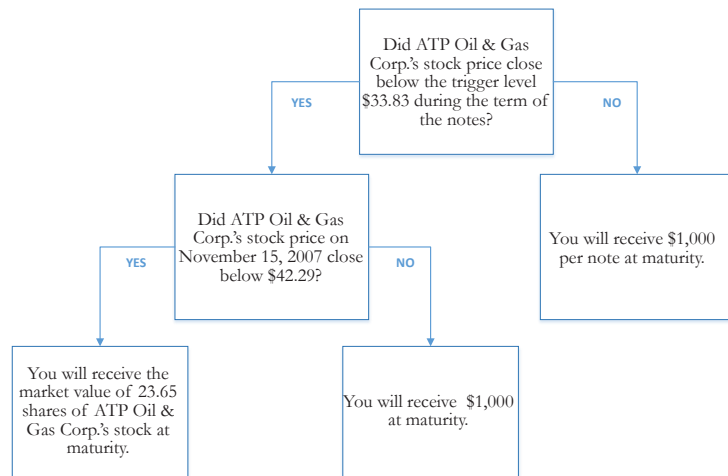 Did ATP Oil & Gas
Corp.'s stock price close
below the trigger level
$33.83 during the term of
the notes?
YES
NO
Did ATP Oil & Gas
Corp.'s stock price on
November 15, 2007 close
below $42.29?
You will receive $1,000
per note at maturity.
YES
NO
You will receive the
market value of 23.65
shares of ATP Oil &
Gas Corp.'s stock at
maturity.
You will receive $1,000
at maturity.